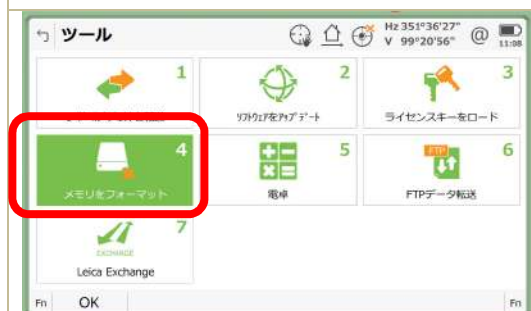 ツール
Hz 351°36'27"
V 99°20'56"
@
11:08
1
2
ソフトウェアをアップデート
3
ライセンスキーをロード
4
メモリをフォーマット
5
電卓
FTP
6
FTPデータ転送
7
EXCHANGE
Leica Exchange
Fn OK Fn